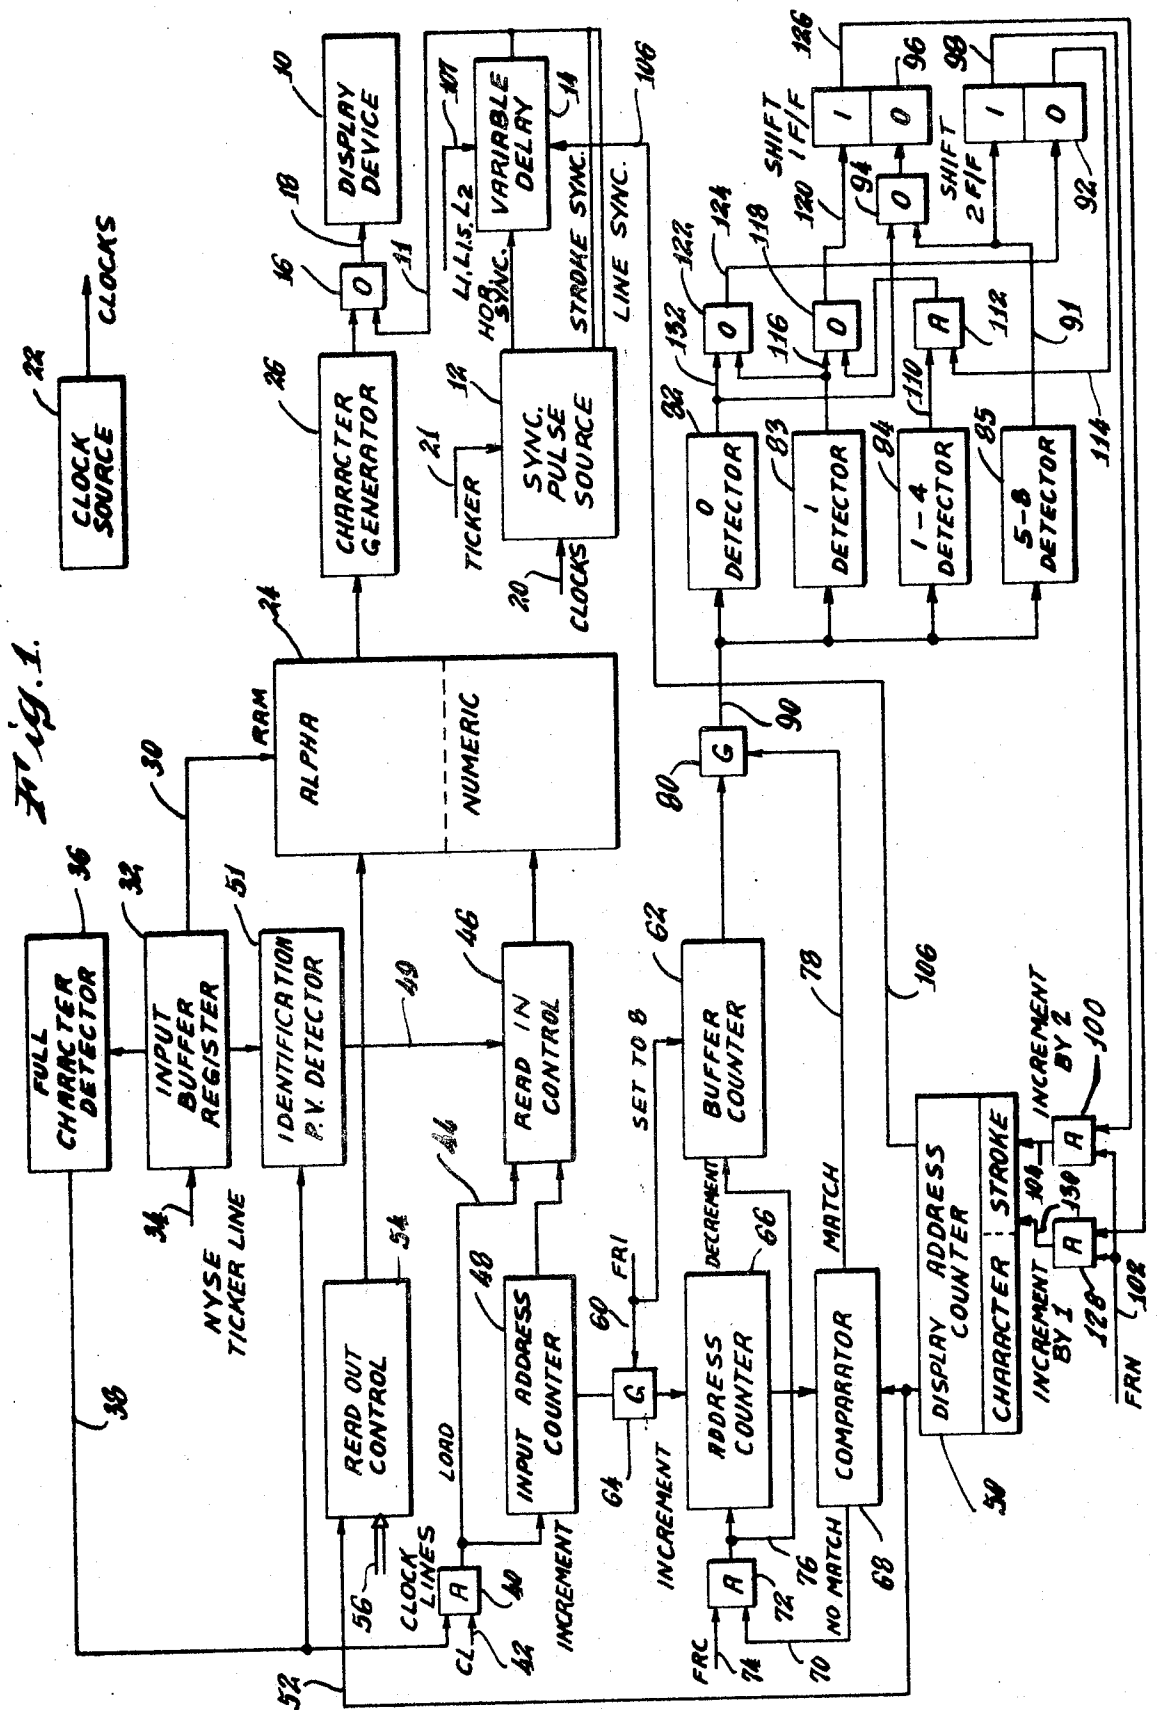 Fig. 1.
22
CLOCK
SOURCE
CLOCKS
FULL
CHARACTER
DETECTOR
36
INPUT
BUFFER
REGISTER
32
30
34
NYSE
TICKER LINE
IDENTIFICATION
P.V. DETECTOR
51
38
52
READ OUT
CONTROL
54
56
CLOCK
LINES
49
RAM
ALPHA
NUMERIC
24
CHARACTER
GENERATOR
26
O
16
18
DISPLAY
DEVICE
10
11
TICKER
21
SYNC.
PULSE
SOURCE
12
20
CLOCKS
L1, L1.5, L2
107
HOR
SYNC.
VARIABLE
DELAY
14
STROKE SYNC.
LINE SYNC.
106
A
40
CL
42
LOAD
44
INCREMENT
INPUT ADDRESS
COUNTER
48
READ IN
CONTROL
46
G
64
60
FRI
SET TO 8
INCREMENT
DECREMENT
ADDRESS
COUNTER
66
BUFFER
COUNTER
62
FRC
74
A
72
76
70
NO MATCH
COMPARATOR
68
MATCH
78
G
80
90
O
DETECTOR
82
1
DETECTOR
83
1-4
DETECTOR
84
5-8
DETECTOR
85
132
O
122
124
116
O
118
120
110
A
112
114
91
O
94
SHIFT
1 F/F
1
0
96
126
SHIFT
2 F/F
1
0
92
98
DISPLAY ADDRESS
COUNTER
CHARACTER
STROKE
50
106
INCREMENT
BY 1
A
128
130
104
INCREMENT
BY 2
A
100
FRN
102